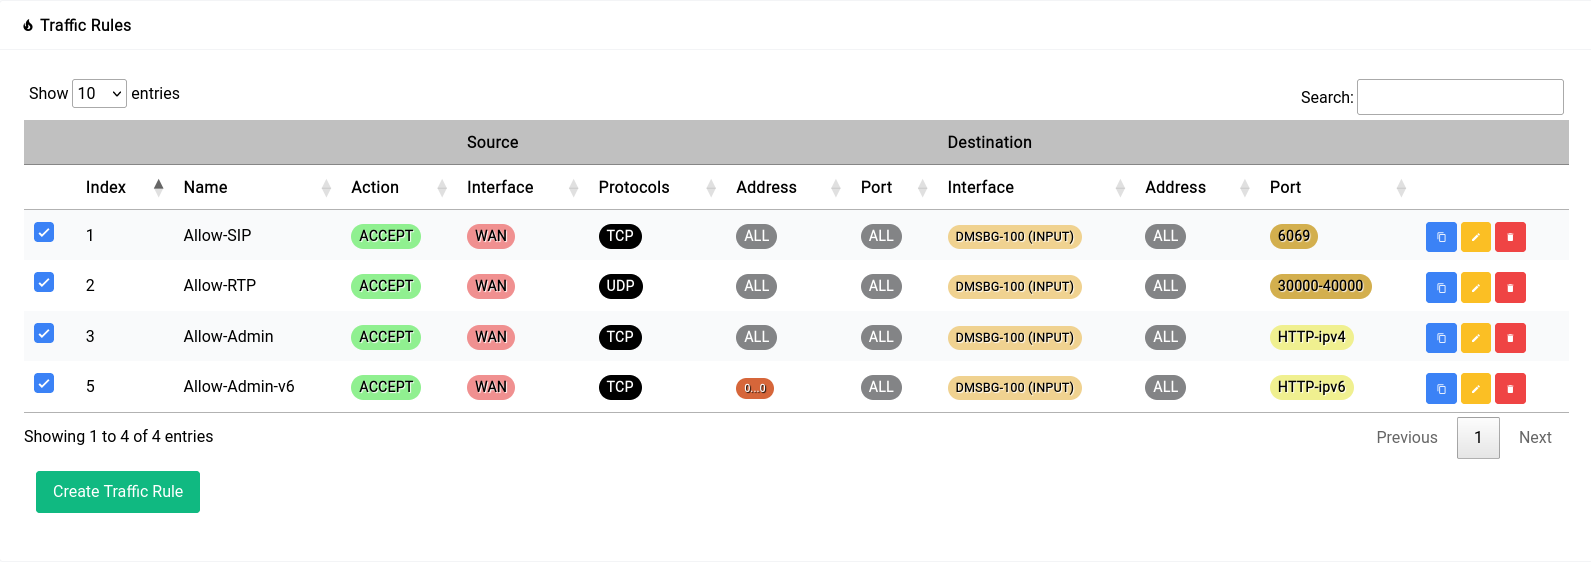 Traffic Rules
Show 10 entries
Search:
Source Destination
Index Name Action Interface Protocols Address Port Interface Address Port
1 Allow-SIP ACCEPT WAN TCP ALL ALL DMSBG-100 (INPUT) ALL 6069
2 Allow-RTP ACCEPT WAN UDP ALL ALL DMSBG-100 (INPUT) ALL 30000-40000
3 Allow-Admin ACCEPT WAN TCP ALL ALL DMSBG-100 (INPUT) ALL HTTP-ipv4
5 Allow-Admin-v6 ACCEPT WAN TCP 0...0 ALL DMSBG-100 (INPUT) ALL HTTP-ipv6
Showing 1 to 4 of 4 entries
Previous 1 Next
Create Traffic Rule